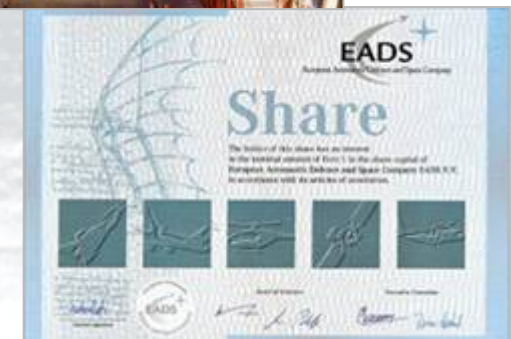 EADS
European Aeronautic Defence and Space Company
Share
The holder of this share has an interest
in the nominal amount of Euro 1 in the share capital of
European Aeronautic Defence and Space Company EADS N.V.
in accordance with its articles of association.
EADS
Board of Directors
Executive Committee